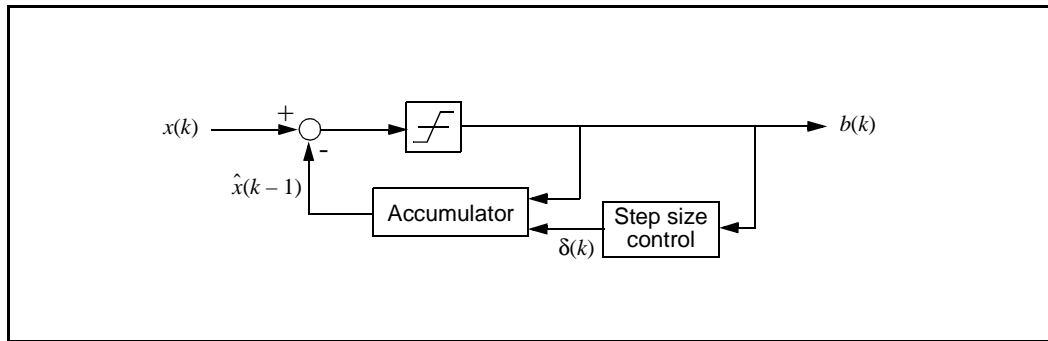 x(k)
+
-
b(k)
x̂(k – 1)
Accumulator
δ(k)
Step size
control